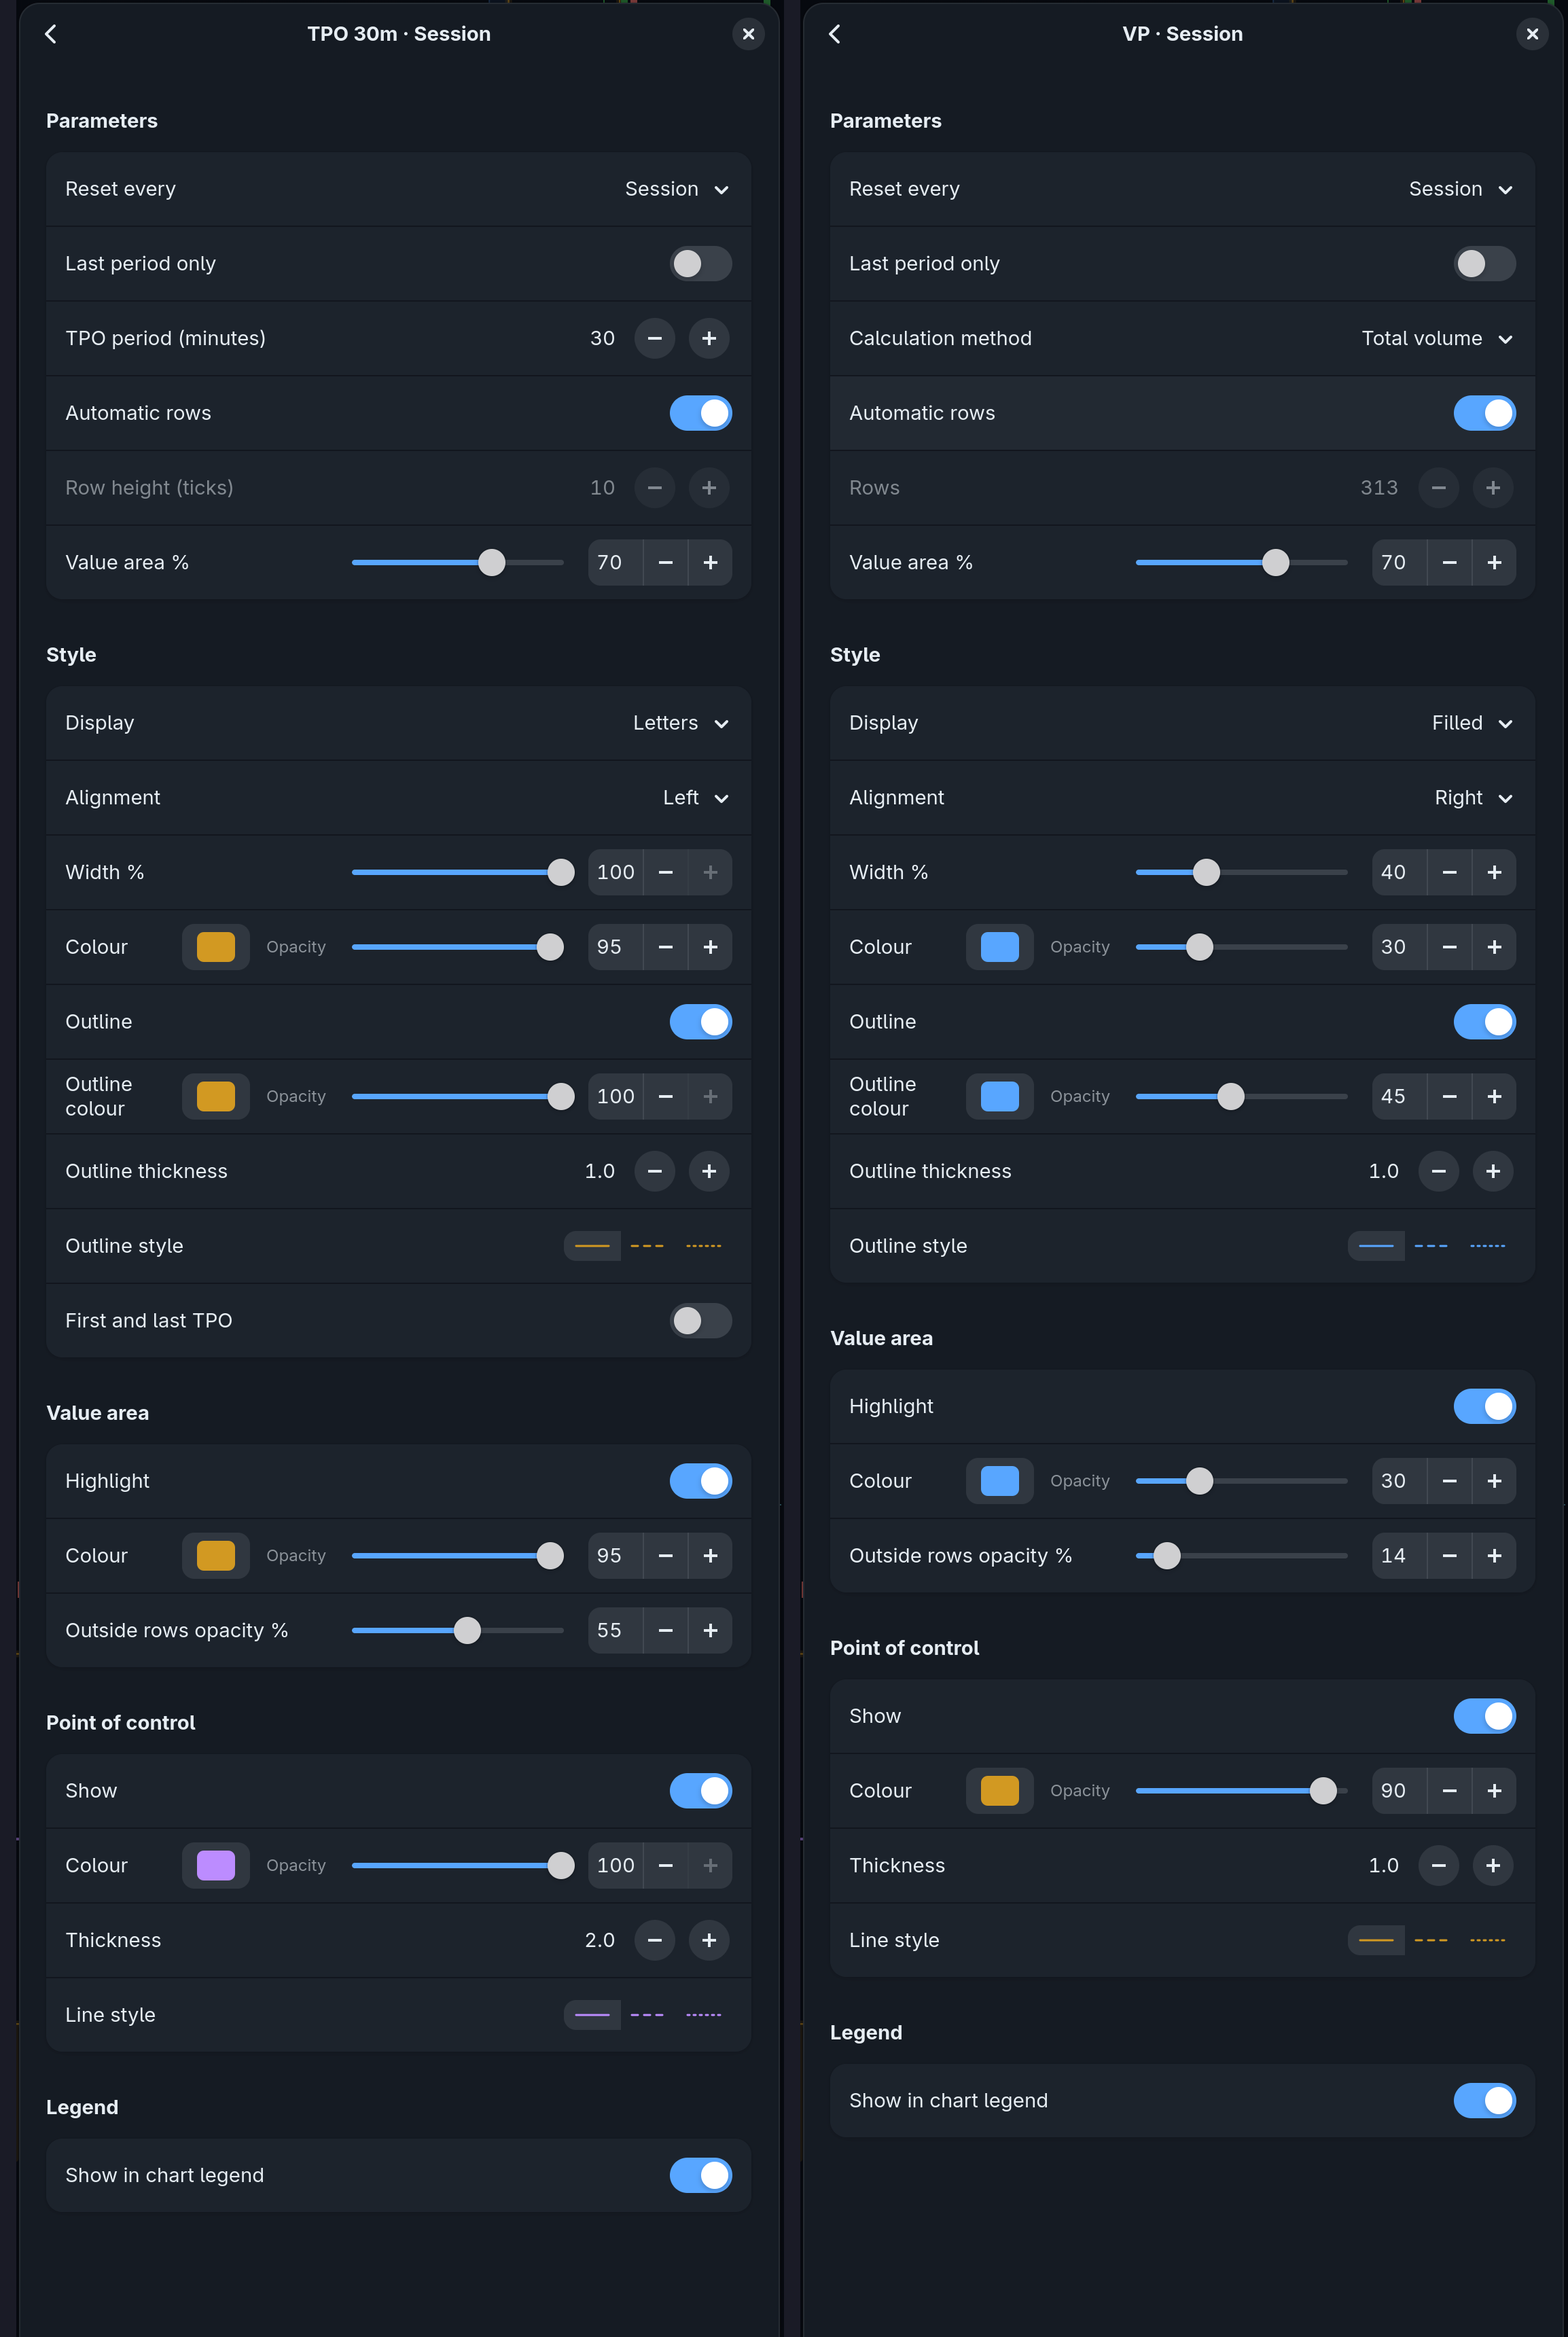 TPO 30m · Session
Parameters
Reset every Session
Last period only
TPO period (minutes) 30
Automatic rows
Row height (ticks) 10
Value area % 70
Style
Display Letters
Alignment Left
Width % 100
Colour Opacity 95
Outline
Outline
colour Opacity 100
Outline thickness 1.0
Outline style
First and last TPO
Value area
Highlight
Colour Opacity 95
Outside rows opacity % 55
Point of control
Show
Colour Opacity 100
Thickness 2.0
Line style
Legend
Show in chart legend
VP · Session
Parameters
Reset every Session
Last period only
Calculation method Total volume
Automatic rows
Rows 313
Value area % 70
Style
Display Filled
Alignment Right
Width % 40
Colour Opacity 30
Outline
Outline
colour Opacity 45
Outline thickness 1.0
Outline style
Value area
Highlight
Colour Opacity 30
Outside rows opacity % 14
Point of control
Show
Colour Opacity 90
Thickness 1.0
Line style
Legend
Show in chart legend